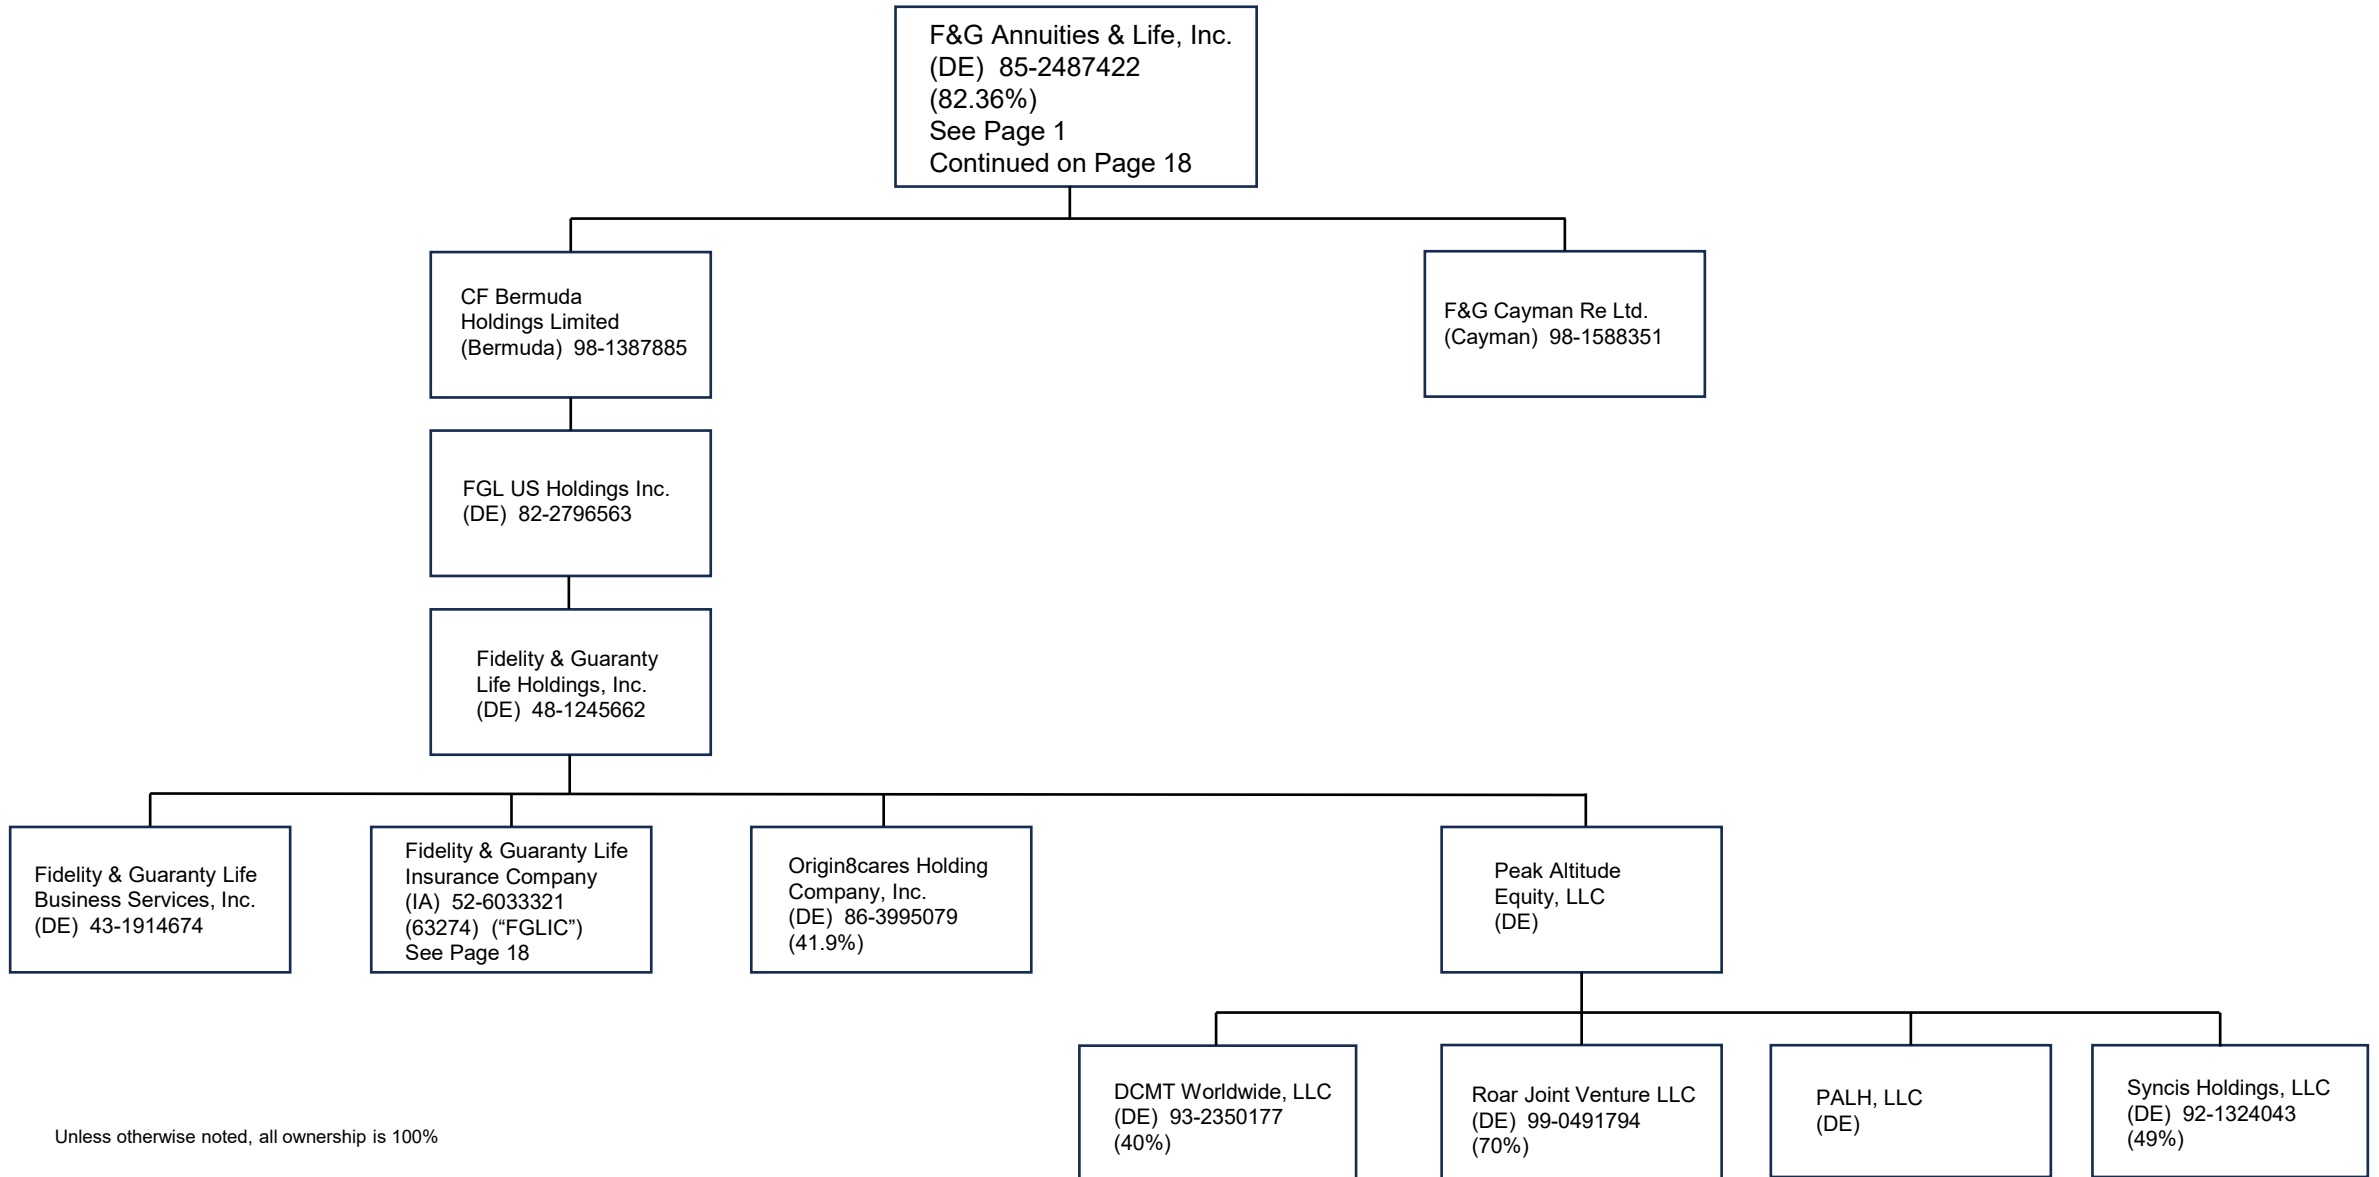 F&G Annuities & Life, Inc.
(DE)  85-2487422
(82.36%)
See Page 1
Continued on Page 18
CF Bermuda
Holdings Limited
(Bermuda)  98-1387885
F&G Cayman Re Ltd.
(Cayman)  98-1588351
FGL US Holdings Inc.
(DE)  82-2796563
Fidelity & Guaranty
Life Holdings, Inc.
(DE)  48-1245662
Fidelity & Guaranty Life
Business Services, Inc.
(DE)  43-1914674
Fidelity & Guaranty Life
Insurance Company
(IA)  52-6033321
(63274)  (“FGLIC”)
See Page 18
Origin8cares Holding
Company, Inc.
(DE)  86-3995079
(41.9%)
Peak Altitude
Equity, LLC
(DE)
DCMT Worldwide, LLC
(DE)  93-2350177
(40%)
Roar Joint Venture LLC
(DE)  99-0491794
(70%)
PALH, LLC
(DE)
Syncis Holdings, LLC
(DE)  92-1324043
(49%)
Unless otherwise noted, all ownership is 100%